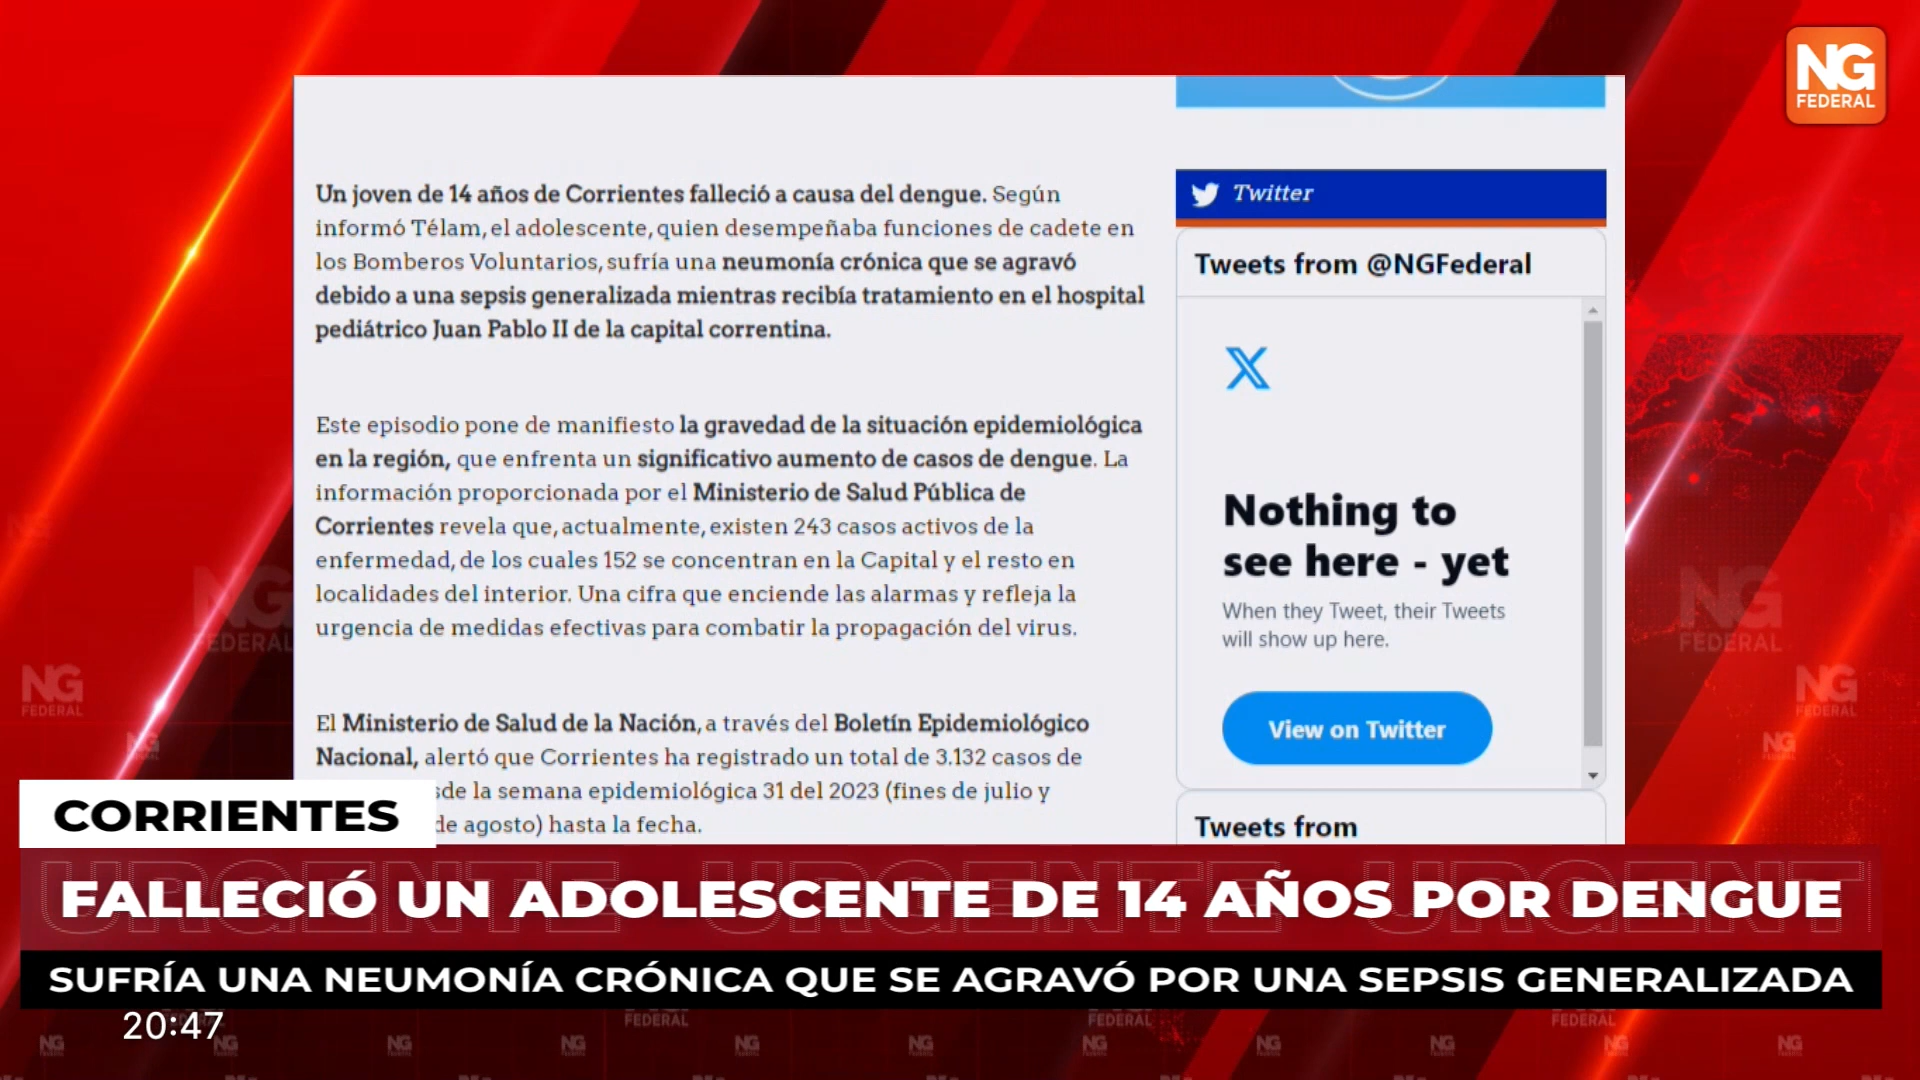 NG
FEDERAL
Un joven de 14 años de Corrientes falleció a causa del dengue. Según
informó Télam, el adolescente, quien desempeñaba funciones de cadete en
los Bomberos Voluntarios, sufría una neumonía crónica que se agravó
debido a una sepsis generalizada mientras recibía tratamiento en el hospital
pediátrico Juan Pablo II de la capital correntina.
Este episodio pone de manifiesto la gravedad de la situación epidemiológica
en la región, que enfrenta un significativo aumento de casos de dengue. La
información proporcionada por el Ministerio de Salud Pública de
Corrientes revela que, actualmente, existen 243 casos activos de la
enfermedad, de los cuales 152 se concentran en la Capital y el resto en
localidades del interior. Una cifra que enciende las alarmas y refleja la
urgencia de medidas efectivas para combatir la propagación del virus.
El Ministerio de Salud de la Nación, a través del Boletín Epidemiológico
Nacional, alertó que Corrientes ha registrado un total de 3.132 casos de
sde la semana epidemiológica 31 del 2023 (fines de julio y
de agosto) hasta la fecha.
Twitter
Tweets from @NGFederal
Nothing to
see here - yet
When they Tweet, their Tweets
will show up here.
View on Twitter
Tweets from
CORRIENTES
URGENTE URGENTE URGENT
FALLECIÓ UN ADOLESCENTE DE 14 AÑOS POR DENGUE
SUFRÍA UNA NEUMONÍA CRÓNICA QUE SE AGRAVÓ POR UNA SEPSIS GENERALIZADA
20:47